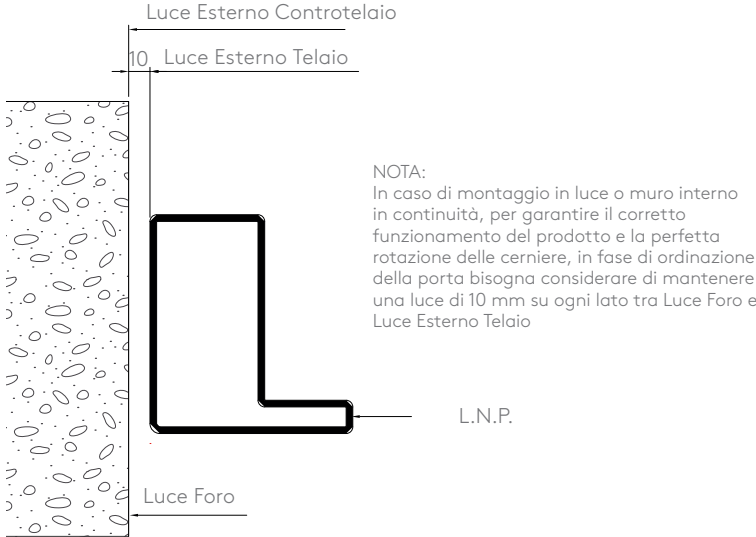 Luce Esterno Controtelaio
10 Luce Esterno Telaio
NOTA:
In caso di montaggio in luce o muro interno
in continuità, per garantire il corretto
funzionamento del prodotto e la perfetta
rotazione delle cerniere, in fase di ordinazione
della porta bisogna considerare di mantenere
una luce di 10 mm su ogni lato tra Luce Foro e
Luce Esterno Telaio
L.N.P.
Luce Foro